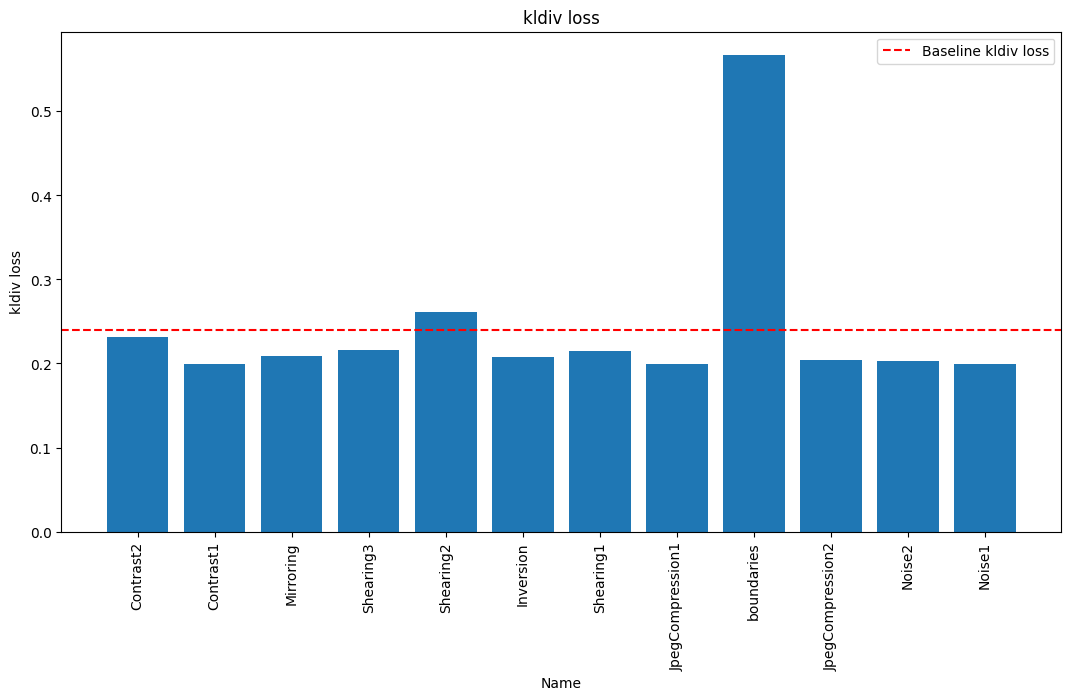 kldiv loss
Baseline kldiv loss
kldiv loss
0.5
0.4
0.3
0.2
0.1
0.0
Contrast2
Contrast1
Mirroring
Shearing3
Shearing2
Inversion
Shearing1
JpegCompression1
boundaries
JpegCompression2
Noise2
Noise1
Name